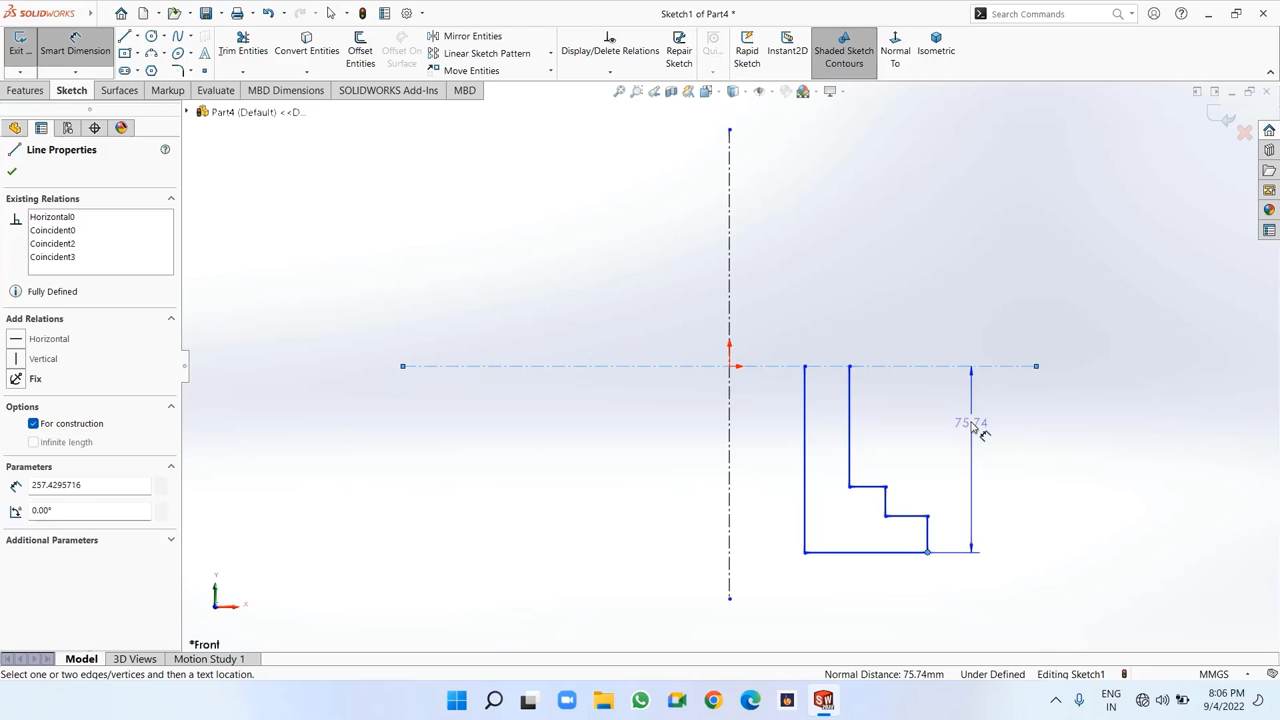 SOLIDWORKS
Sketch1 of Part4 *
Search Commands
Exit ...
Smart Dimension
Trim Entities
Convert Entities
Offset Entities
Offset On Surface
Mirror Entities
Linear Sketch Pattern
Move Entities
Display/Delete Relations
Repair Sketch
Qui...
Rapid Sketch
Instant2D
Shaded Sketch Contours
Normal To
Isometric
Features
Sketch
Surfaces
Markup
Evaluate
MBD Dimensions
SOLIDWORKS Add-Ins
MBD
Part4 (Default) <<D...
Line Properties
Existing Relations
Horizontal0
Coincident0
Coincident2
Coincident3
Fully Defined
Add Relations
Horizontal
Vertical
Fix
Options
For construction
Infinite length
Parameters
257.4295716
0.00°
Additional Parameters
75.74
Y
X
*Front
Model
3D Views
Motion Study 1
Select one or two edges/vertices and then a text location.
Normal Distance: 75.74mm
Under Defined
Editing Sketch1
MMGS
ENG
IN
8:06 PM
9/4/2022